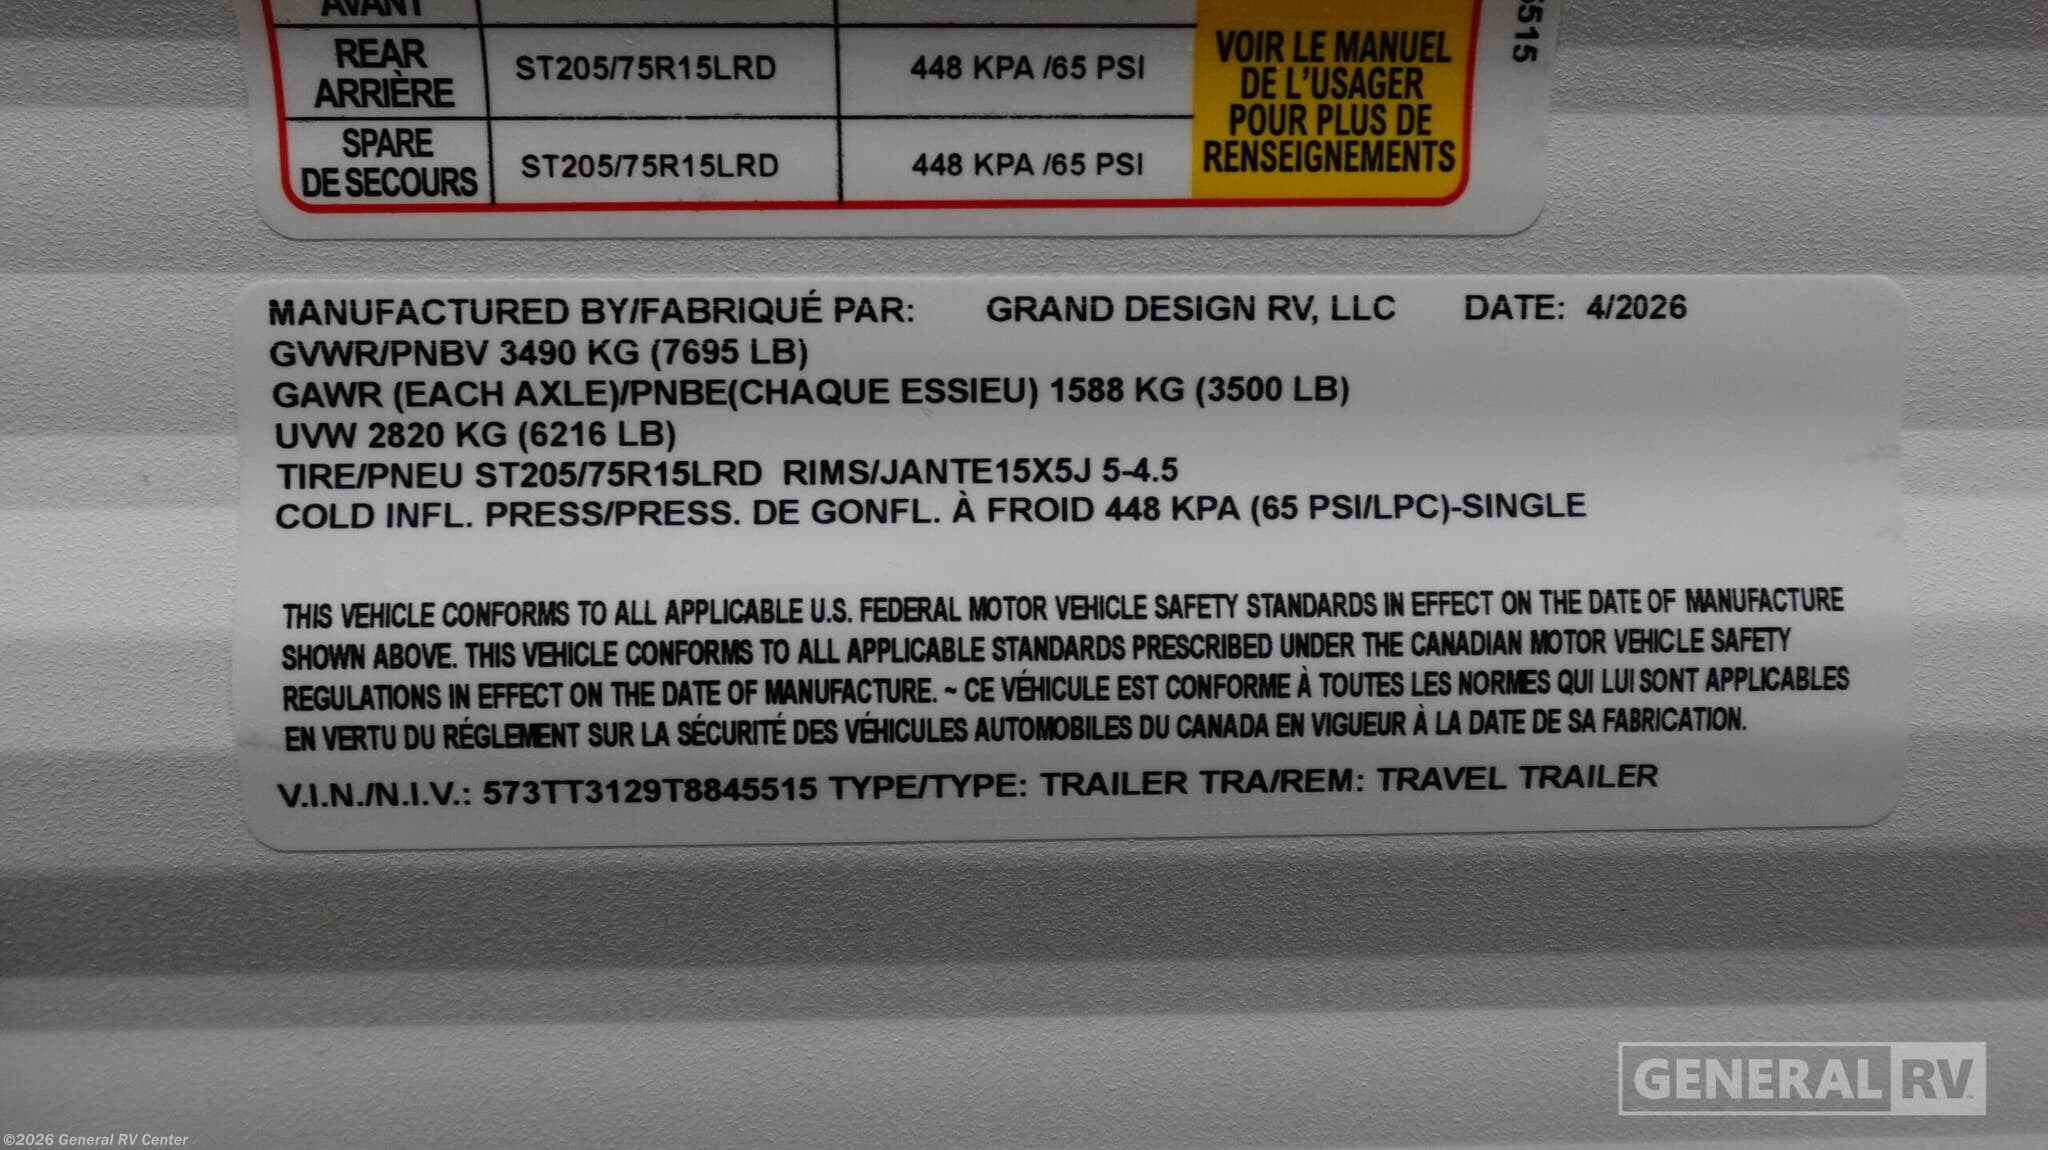 AVANT
REAR
ARRIÈRE
ST205/75R15LRD
448 KPA /65 PSI
SPARE
DE SECOURS
ST205/75R15LRD
448 KPA /65 PSI
VOIR LE MANUEL
DE L'USAGER
POUR PLUS DE
RENSEIGNEMENTS
5515
MANUFACTURED BY/FABRIQUÉ PAR: GRAND DESIGN RV, LLC DATE: 4/2026
GVWR/PNBV 3490 KG (7695 LB)
GAWR (EACH AXLE)/PNBE(CHAQUE ESSIEU) 1588 KG (3500 LB)
UVW 2820 KG (6216 LB)
TIRE/PNEU ST205/75R15LRD RIMS/JANTE15X5J 5-4.5
COLD INFL. PRESS/PRESS. DE GONFL. À FROID 448 KPA (65 PSI/LPC)-SINGLE
THIS VEHICLE CONFORMS TO ALL APPLICABLE U.S. FEDERAL MOTOR VEHICLE SAFETY STANDARDS IN EFFECT ON THE DATE OF MANUFACTURE
SHOWN ABOVE. THIS VEHICLE CONFORMS TO ALL APPLICABLE STANDARDS PRESCRIBED UNDER THE CANADIAN MOTOR VEHICLE SAFETY
REGULATIONS IN EFFECT ON THE DATE OF MANUFACTURE. ~ CE VÉHICULE EST CONFORME À TOUTES LES NORMES QUI LUI SONT APPLICABLES
EN VERTU DU RÉGLEMENT SUR LA SÉCURITÉ DES VÉHICULES AUTOMOBILES DU CANADA EN VIGUEUR À LA DATE DE SA FABRICATION.
V.I.N./N.I.V.: 573TT3129T8845515 TYPE/TYPE: TRAILER TRA/REM: TRAVEL TRAILER
GENERAL RV
©2026 General RV Center